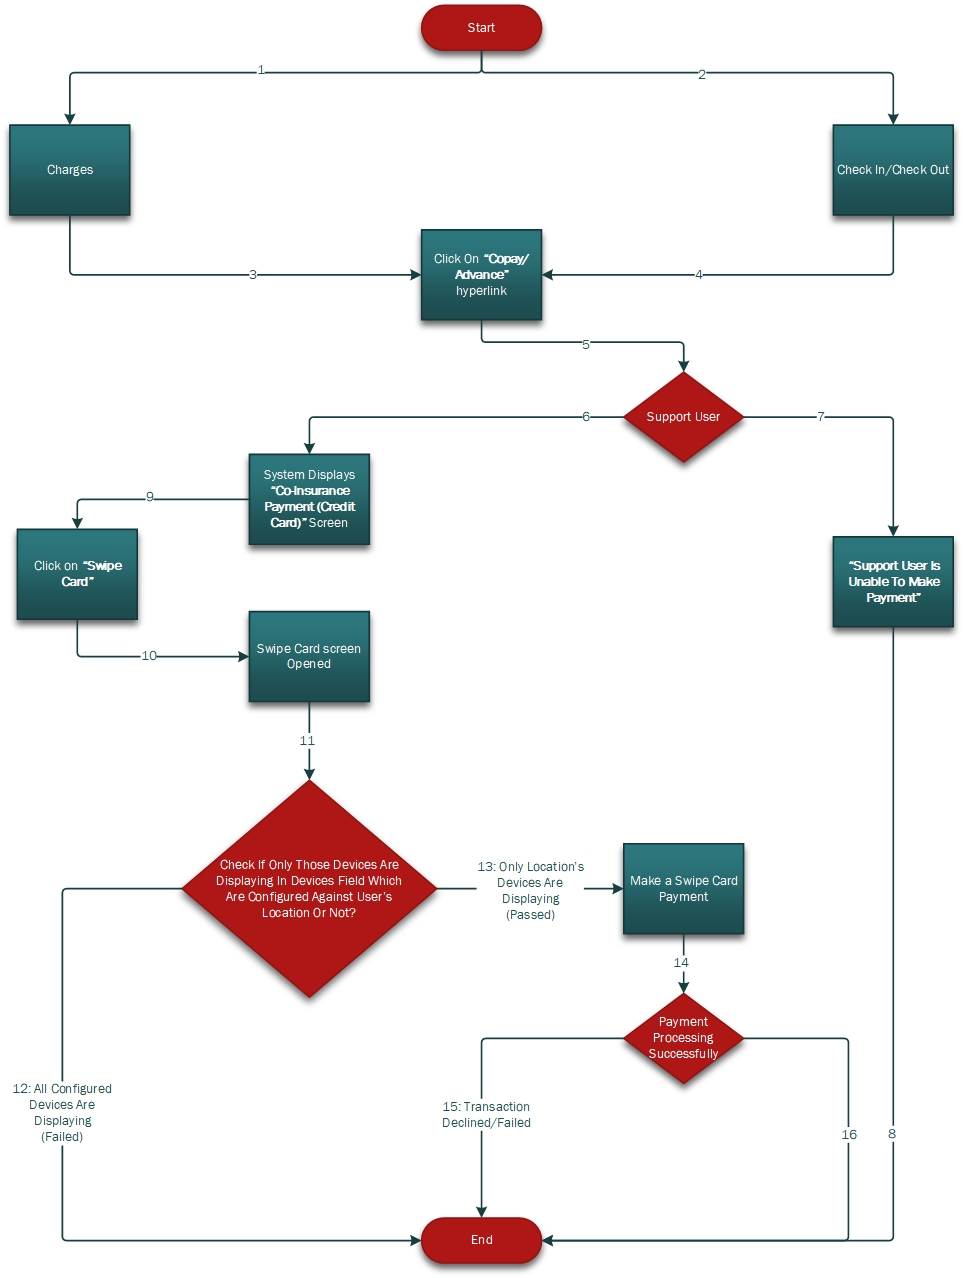 Start
1
2
Charges
Check In/Check Out
Click On “Copay/
Advance”
hyperlink
3
4
5
Support User
6
7
System Displays
“Co-Insurance
Payment (Credit
Card)” Screen
9
Click on “Swipe
Card”
“Support User Is
Unable To Make
Payment”
10
Swipe Card screen
Opened
11
Check If Only Those Devices Are
Displaying In Devices Field Which
Are Configured Against User’s
Location Or Not?
13: Only Location’s
Devices Are
Displaying
(Passed)
Make a Swipe Card
Payment
14
Payment
Processing
Successfully
12: All Configured
Devices Are
Displaying
(Failed)
15: Transaction
Declined/Failed
16
8
End